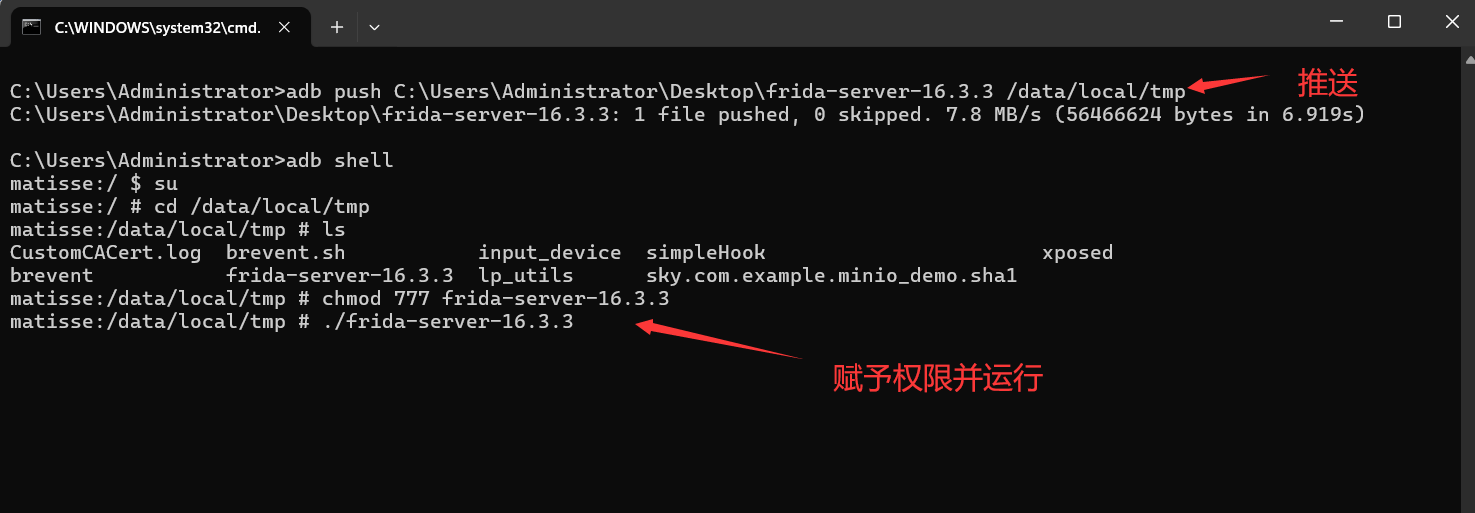 C:\WINDOWS\system32\cmd.
C:\Users\Administrator>adb push C:\Users\Administrator\Desktop\frida-server-16.3.3 /data/local/tmp
推送
C:\Users\Administrator\Desktop\frida-server-16.3.3: 1 file pushed, 0 skipped. 7.8 MB/s (56466624 bytes in 6.919s)
C:\Users\Administrator>adb shell
matisse:/ $ su
matisse:/ # cd /data/local/tmp
matisse:/data/local/tmp # ls
CustomCACert.log brevent.sh input_device simpleHook xposed
brevent frida-server-16.3.3 lp_utils sky.com.example.minio_demo.sha1
matisse:/data/local/tmp # chmod 777 frida-server-16.3.3
matisse:/data/local/tmp # ./frida-server-16.3.3
赋予权限并运行